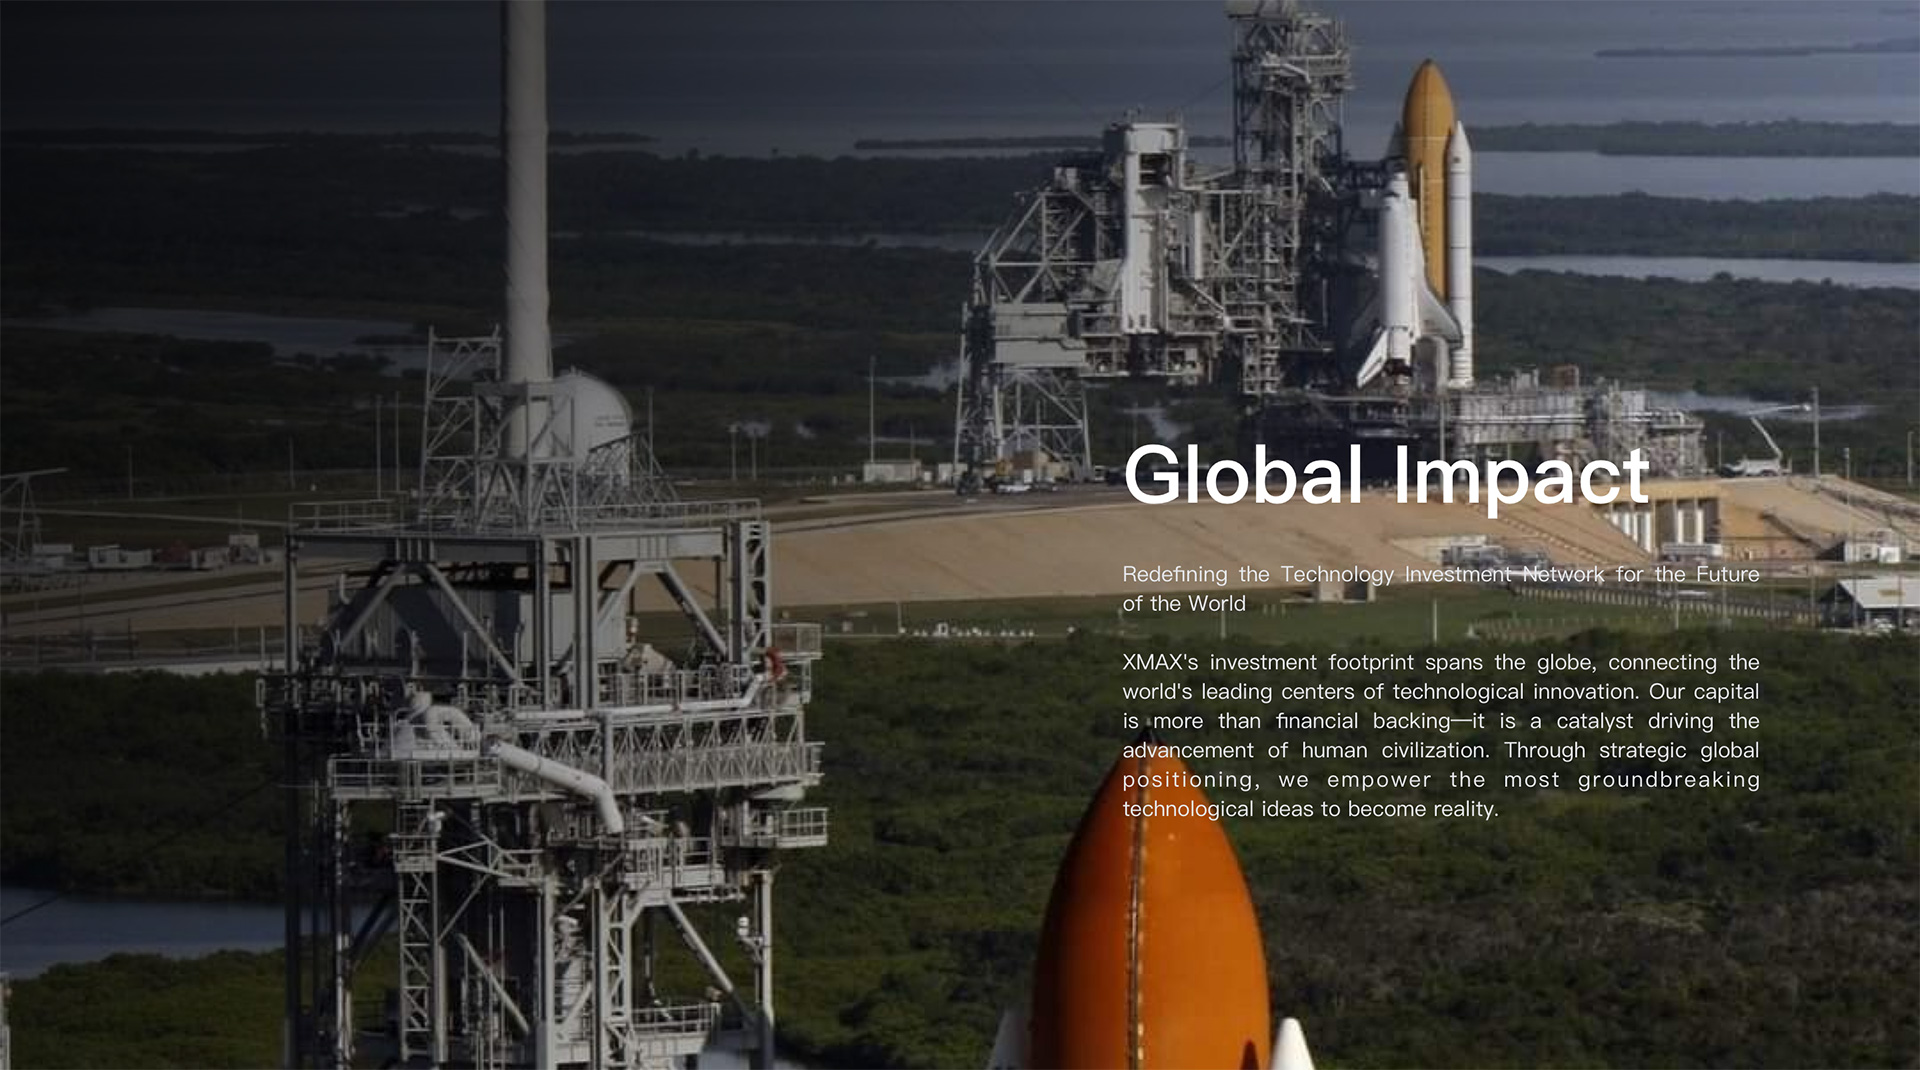 Global Impact
Redefining the Technology Investment Network for the Future
of the World
XMAX's investment footprint spans the globe, connecting the
world's leading centers of technological innovation. Our capital
is more than financial backing—it is a catalyst driving the
advancement of human civilization. Through strategic global
positioning, we empower the most groundbreaking
technological ideas to become reality.